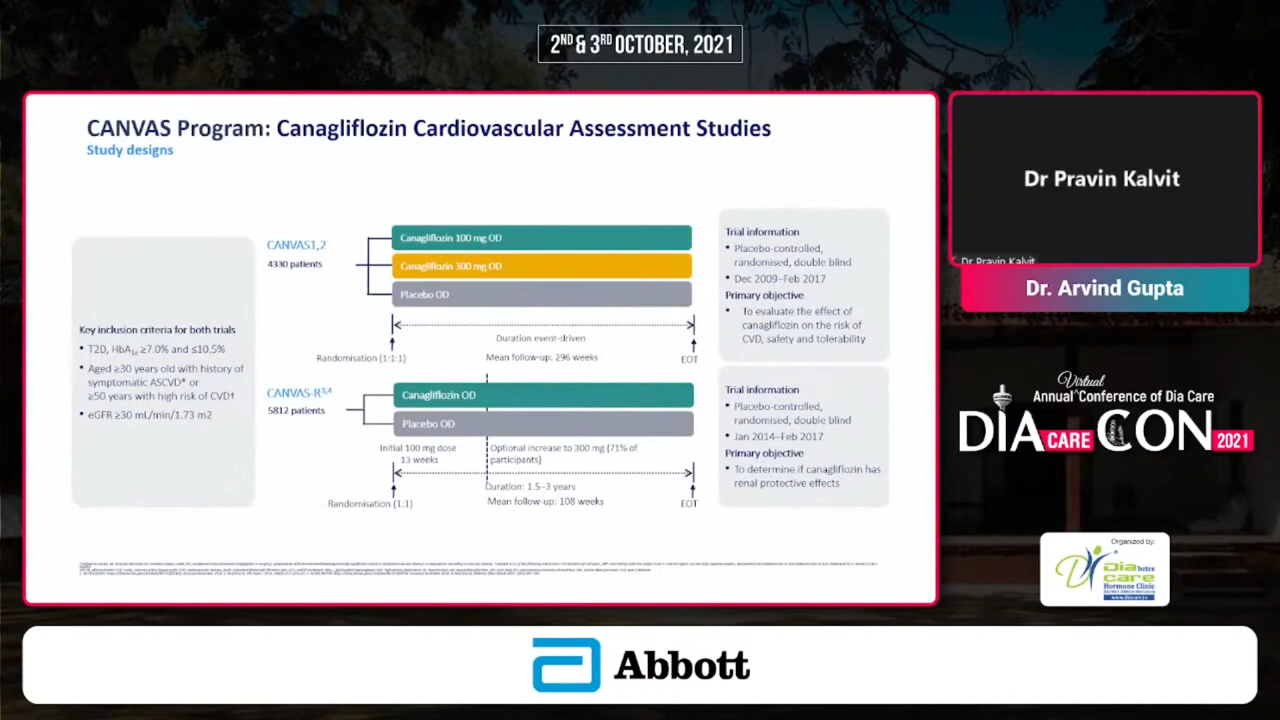 2ND & 3RD OCTOBER, 2021
CANVAS Program: Canagliflozin Cardiovascular Assessment Studies
Study designs
Key inclusion criteria for both trials
• T2D, HbA1c ≥7.0% and ≤10.5%
• Aged ≥30 years old with history of
symptomatic ASCVD* or
≥50 years with high risk of CVD†
• eGFR ≥30 mL/min/1.73 m2
CANVAS1,2
4330 patients
Canagliflozin 100 mg OD
Canagliflozin 300 mg OD
Placebo OD
Duration event-driven
Randomisation (1:1:1)
Mean follow-up: 296 weeks
EOT
CANVAS-R3,4
5812 patients
Canagliflozin OD
Placebo OD
Initial 100 mg dose
13 weeks
Optional increase to 300 mg (71% of
participants)
Duration: 1.5–3 years
Randomisation (1:1)
Mean follow-up: 108 weeks
EOT
Trial information
• Placebo-controlled,
randomised, double blind
• Dec 2009–Feb 2017
Primary objective
• To evaluate the effect of
canagliflozin on the risk of
CVD, safety and tolerability
Trial information
• Placebo-controlled,
randomised, double blind
• Jan 2014–Feb 2017
Primary objective
• To determine if canagliflozin has
renal protective effects
Dr Pravin Kalvit
Dr Pravin Kalvit
Dr. Arvind Gupta
Virtual
Annual ^ Conference of Dia Care
DIA CARE CON 2021
Organized by:
Dia betes
care
Hormone Clinic
www.diacare.in
Abbott